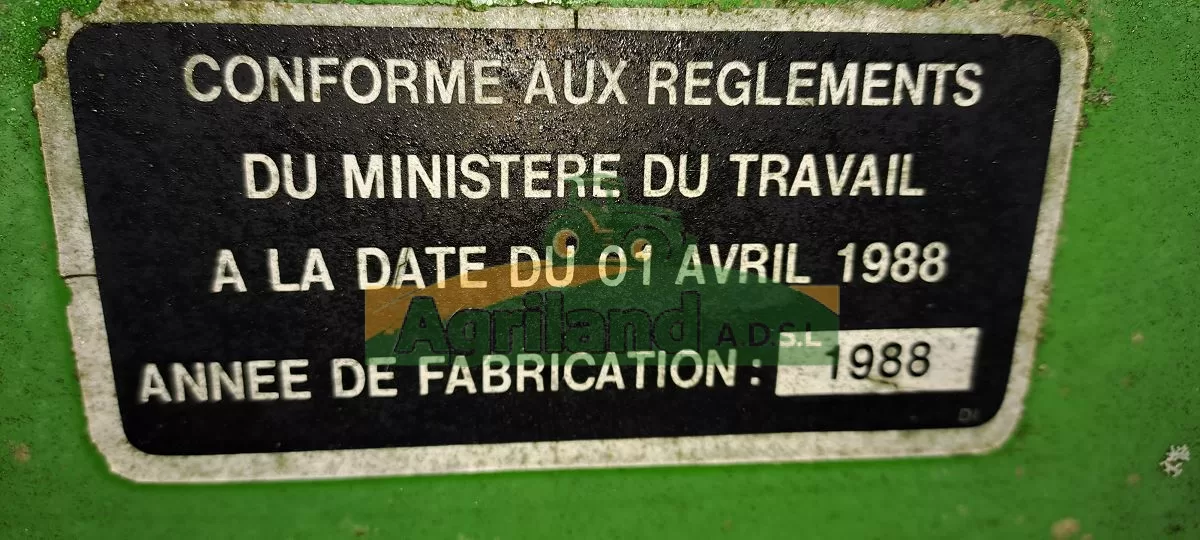 CONFORME AUX REGLEMENTS
DU MINISTERE DU TRAVAIL
A LA DATE DU 01 AVRIL 1988
Agriland A.D.S.L
ANNEE DE FABRICATION : 1988